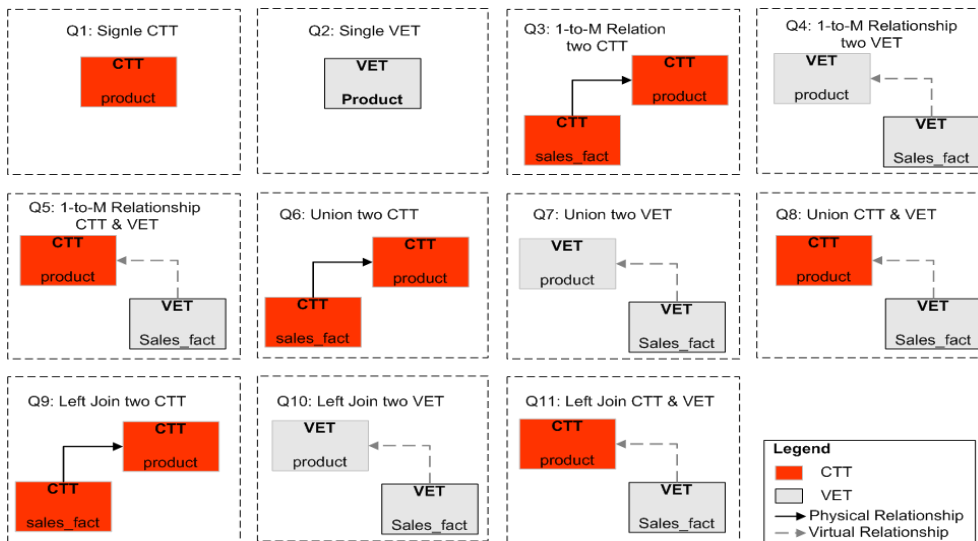 Q1: Signle CTT
CTT
product
Q2: Single VET
VET
Product
Q3: 1-to-M Relation
two CTT
CTT
product
CTT
sales_fact
Q4: 1-to-M Relationship
two VET
VET
product
VET
Sales_fact
Q5: 1-to-M Relationship
CTT & VET
CTT
product
VET
Sales_fact
Q6: Union two CTT
CTT
product
CTT
sales_fact
Q7: Union two VET
VET
product
VET
Sales_fact
Q8: Union CTT & VET
CTT
product
VET
Sales_fact
Q9: Left Join two CTT
CTT
product
CTT
sales_fact
Q10: Left Join two VET
VET
product
VET
Sales_fact
Q11: Left Join CTT & VET
CTT
product
VET
Sales_fact
Legend
CTT
VET
Physical Relationship
Virtual Relationship